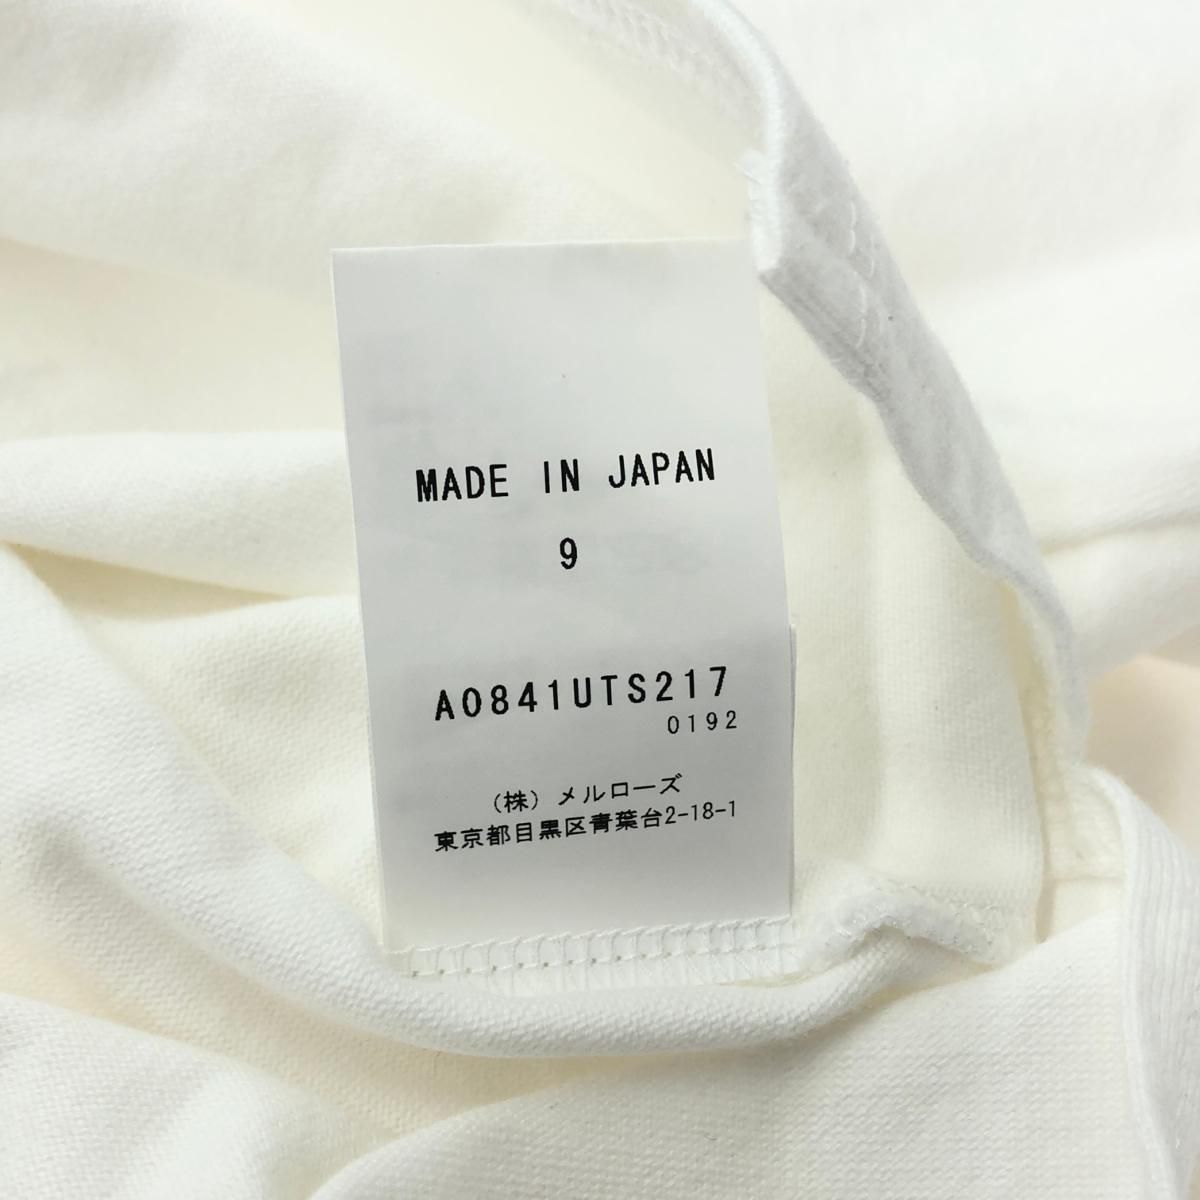 MADE IN JAPAN
9
A0841UTS217
0192
（株）メルローズ
東京都目黒区青葉台2-18-1